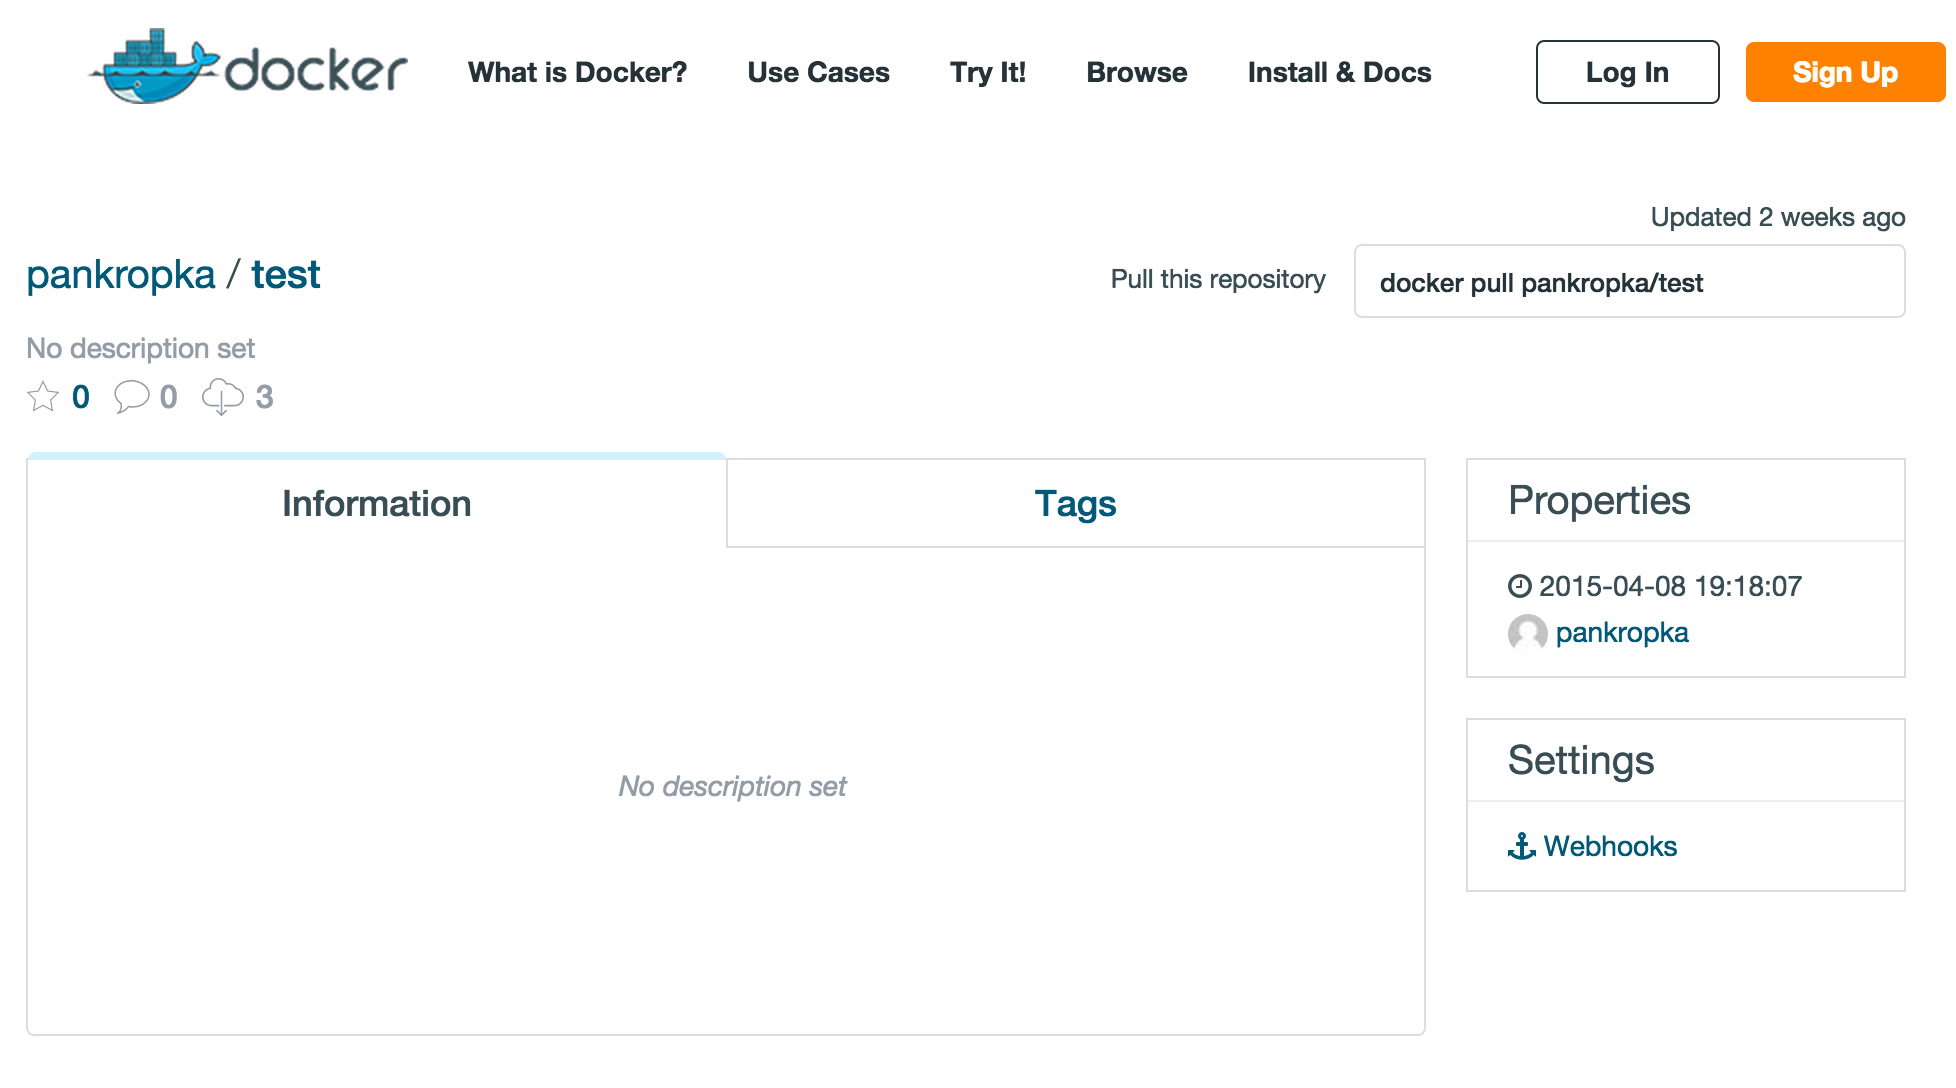 docker
What is Docker? Use Cases Try It! Browse Install & Docs Log In Sign Up
Updated 2 weeks ago
pankropka / test
Pull this repository docker pull pankropka/test
No description set
0 0 3
Information Tags
No description set
Properties
2015-04-08 19:18:07
pankropka
Settings
Webhooks